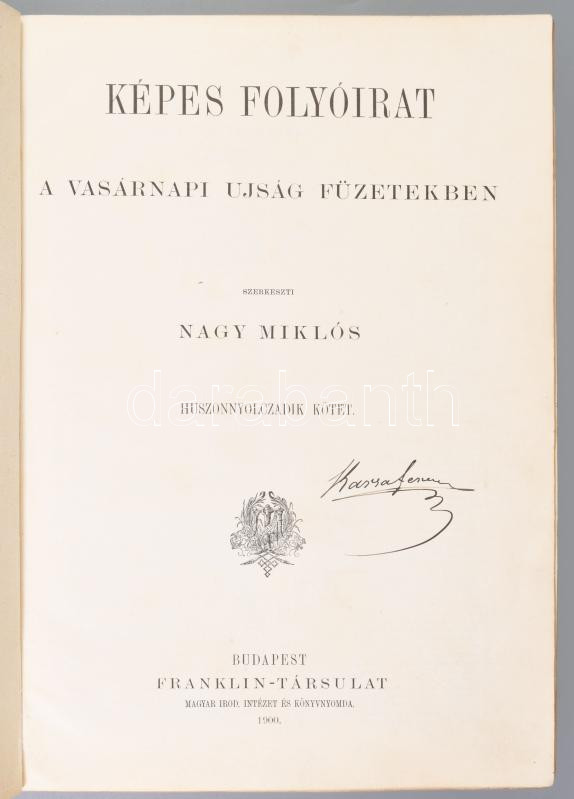 KÉPES FOLYÓIRAT
A VASÁRNAPI UJSÁG FÜZETEKBEN
SZERKESZTI
NAGY MIKLÓS
darabanth
HUSZONNYOLCZADIK KÖTET.
BUDAPEST
FRANKLIN-TÁRSULAT
MAGYAR IROD. INTÉZET ÉS KÖNYVNYOMDA.
1900.